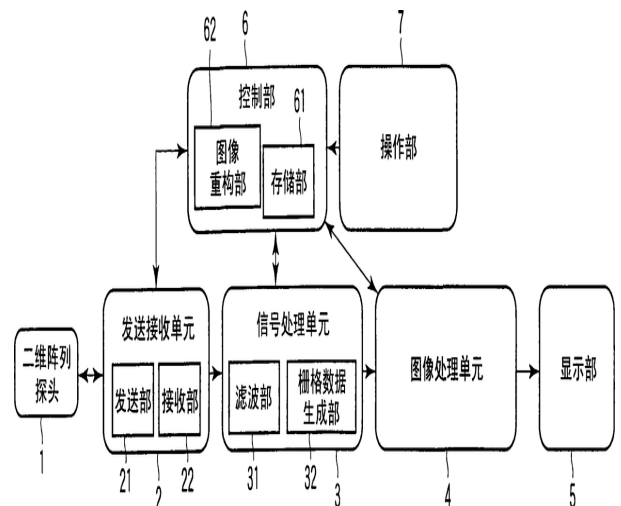 62
6
7
控制部
61
图像
重构部
存储部
操作部
二维阵列
探头
发送接收单元
发送部
接收部
信号处理单元
滤波部
栅格数据
生成部
图像处理单元
显示部
1
21
2
22
31
32
3
4
5